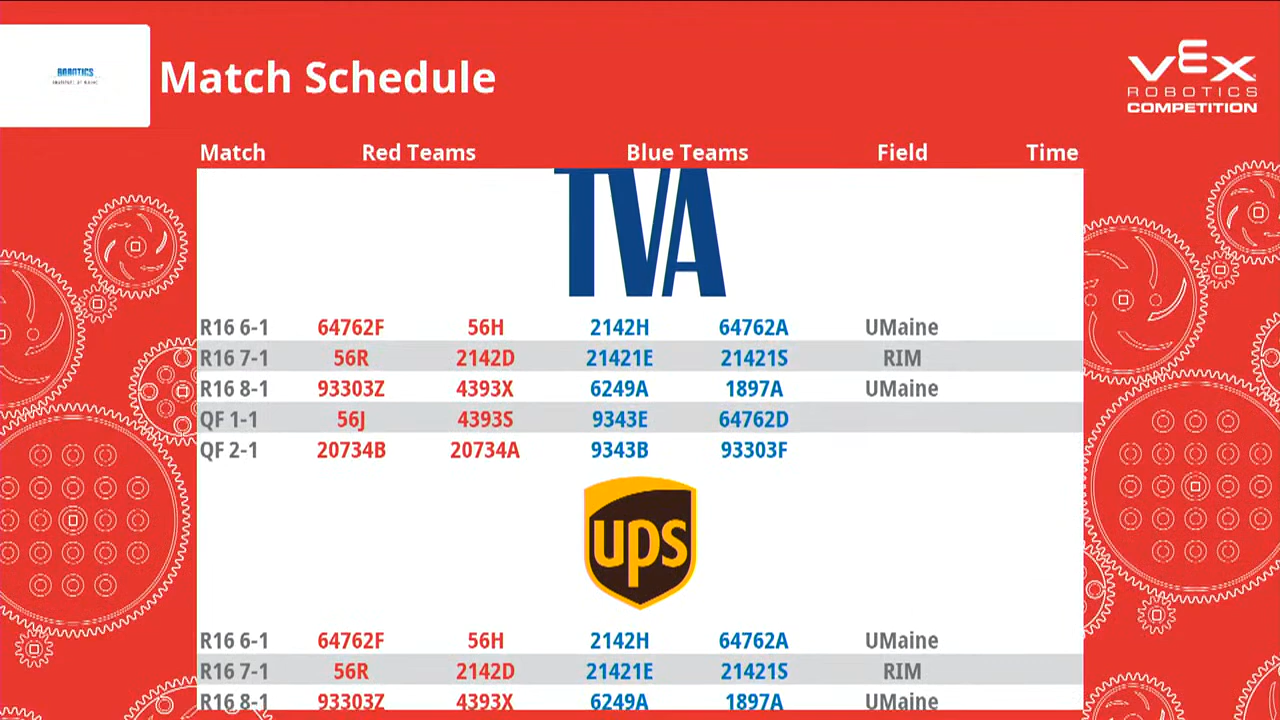 ROBOTICS
Match Schedule
VEX
ROBOTICS
COMPETITION
Match Red Teams Blue Teams Field Time
TVA
R16 6-1 64762F 56H 2142H 64762A UMaine
R16 7-1 56R 2142D 21421E 21421S RIM
R16 8-1 93303Z 4393X 6249A 1897A UMaine
QF 1-1 56J 4393S 9343E 64762D
QF 2-1 20734B 20734A 9343B 93303F
ups
R16 6-1 64762F 56H 2142H 64762A UMaine
R16 7-1 56R 2142D 21421E 21421S RIM
R16 8-1 93303Z 4393X 6249A 1897A UMaine